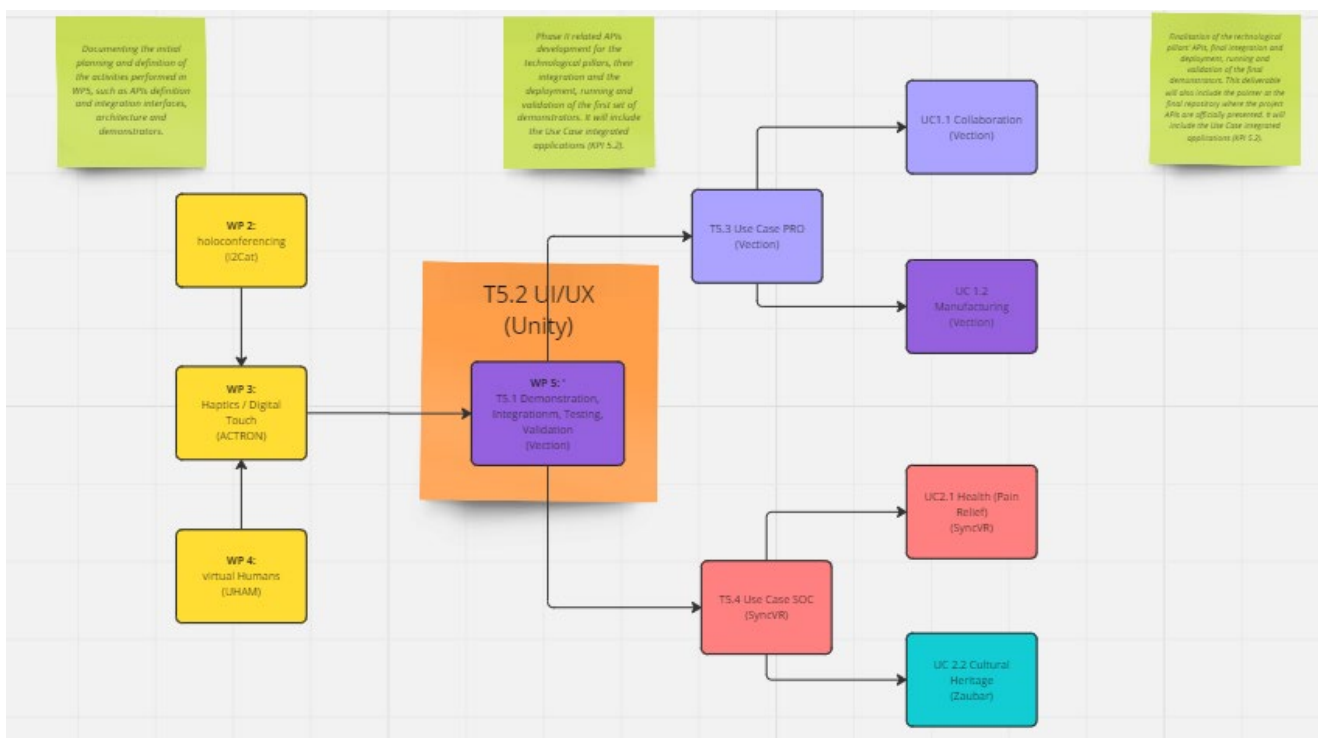 Documenting the initial
planning and definition of
the activities performed in
WP5, such as APIs definition
and integration interfaces,
architecture and
demonstrators.
Phase II related APIs
development for the
technological pillars, their
integration and the
deployment, running and
validation of the first set of
demonstrators. It will include
the Use Case integrated
applications (KPI 5.2).
Finalisation of the technological
pillars' APIs, final integration and
deployment, running and
validation of the final
demonstrators. This deliverable
will also include the pointer at the
final repository where the project
APIs are officially presented. It will
include the Use Case integrated
applications (KPI 5.2).
WP 2:
holoconferencing
(i2Cat)
WP 3:
Haptics / Digital
Touch
(ACTRON)
WP 4:
virtual Humans
(UHAM)
T5.2 UI/UX
(Unity)
WP 5: '
T5.1 Demonstration,
Integrationm, Testing,
Validation
(Vection)
T5.3 Use Case PRO
(Vection)
UC1.1 Collaboration
(Vection)
UC 1.2
Manufacturing
(Vection)
T5.4 Use Case SOC
(SyncVR)
UC2.1 Health (Pain
Relief)
(SyncVR)
UC 2.2 Cultural
Heritage
(Zaubar)